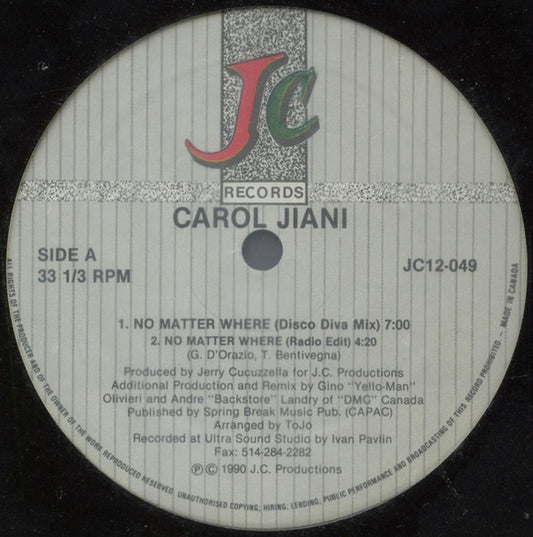 JC
RECORDS
CAROL JIANI
SIDE A
33 1/3 RPM
JC12-049
1. NO MATTER WHERE (Disco Diva Mix) 7:00
2. NO MATTER WHERE (Radio Edit) 4:20
(G. D'Orazio, T. Bentivegna)
Produced by Jerry Cucuzzella for J.C. Productions
Additional Production and Remix by Gino "Yello-Man"
Olivieri and Andre "Backstore" Landry of "DMC" Canada
Published by Spring Break Music Pub. (CAPAC)
Arranged by ToJo
Recorded at Ultra Sound Studio by Ivan Pavlin
Fax: 514-284-2282
ⓅⒸ 1990 J.C. Productions
ALL RIGHTS OF THE PRODUCER AND OF THE OWNER OF THE WORK REPRODUCED RESERVED. UNAUTHORISED COPYING; HIRING; LENDING, PUBLIC PERFORMANCE AND BROADCASTING OF THIS RECORD PROHIBITED - MADE IN CANADA